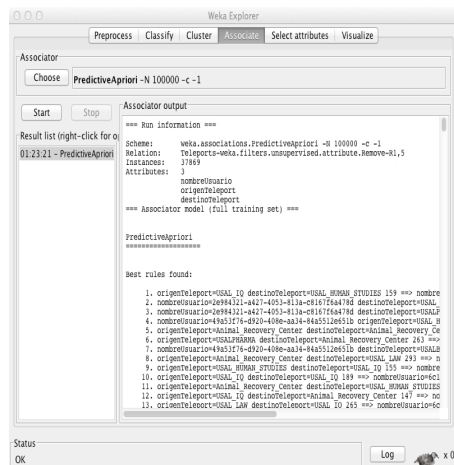 Weka Explorer
Preprocess Classify Cluster Associate Select attributes Visualize
Associator
Choose PredictiveApriori -N 100000 -c -1
Start Stop
Result list (right-click for o
01:23:21 - PredictiveApriori
Associator output
=== Run information ===
Scheme: weka.associations.PredictiveApriori -N 100000 -c -1
Relation: Teleports-weka.filters.unsupervised.attribute.Remove-R1,5
Instances: 37869
Attributes: 3
nombreUsuario
origenTeleport
destinoTeleport
=== Associator model (full training set) ===
PredictiveApriori
===================
Best rules found:
1. origenTeleport=USAL_IQ destinoTeleport=USAL_HUMAN_STUDIES 159 ==> nombre
2. nombreUsuario=2e984321-a427-4053-813a-c8167f6a478d destinoTeleport=USAL_
3. nombreUsuario=2e984321-a427-4053-813a-c8167f6a478d destinoTeleport=USALP
4. nombreUsuario=49a53f76-d920-408e-aa34-84a5512e651b origenTeleport=USAL_H
5. origenTeleport=Animal_Recovery_Center destinoTeleport=Animal_Recovery_Ce
6. origenTeleport=USALPHARMA destinoTeleport=Animal_Recovery_Center 263 ==>
7. nombreUsuario=49a53f76-d920-408e-aa34-84a5512e651b destinoTeleport=USALB
8. origenTeleport=Animal_Recovery_Center destinoTeleport=USAL_LAW 293 ==> n
9. origenTeleport=USAL_HUMAN_STUDIES destinoTeleport=USAL_IQ 155 ==> nombre
10. origenTeleport=USAL_IQ destinoTeleport=USAL_IQ 189 ==> nombreUsuario=6c1
11. origenTeleport=Animal_Recovery_Center destinoTeleport=USAL_HUMAN_STUDIES
12. origenTeleport=USAL_IQ destinoTeleport=Animal_Recovery_Center 147 ==> no
13. origenTeleport=USAL_LAW destinoTeleport=USAL_IQ 265 ==> nombreUsuario=6c
Status
OK
Log
x 0